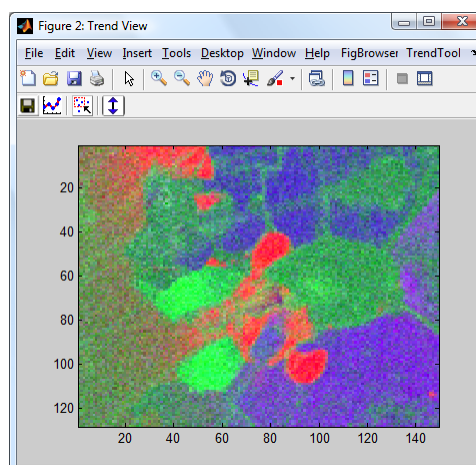 Figure 2: Trend View
File Edit View Insert Tools Desktop Window Help FigBrowser TrendTool
20
40
60
80
100
120
20 40 60 80 100 120 140